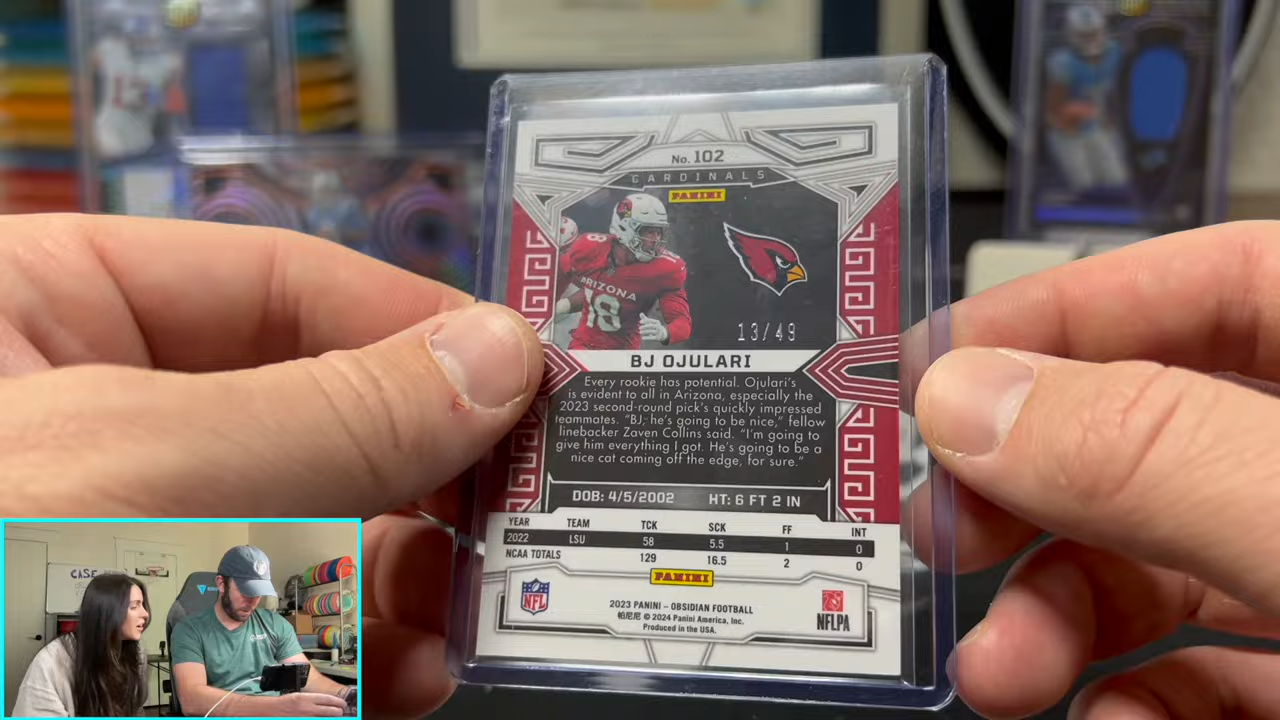 No. 102
CARDINALS
PANINI
ARIZONA
18
18
13/49
BJ OJULARI
Every rookie has potential. Ojulari's
is evident to all in Arizona, especially the
2023 second-round pick's quickly impressed
teammates. "BJ, he's going to be nice," fellow
linebacker Zaven Collins said. "I'm going to
give him everything I got. He's going to be a
nice cat coming off the edge, for sure."
DOB: 4/5/2002 HT: 6 FT 2 IN
YEAR TEAM TCK SCK FF INT
2022 LSU 58 5.5 1 0
NCAA TOTALS 129 16.5 2 0
PANINI
NFL
2023 PANINI – OBSIDIAN FOOTBALL
帕尼尼 © 2024 Panini America, Inc.
Produced in the USA.
NFLPA
CASE